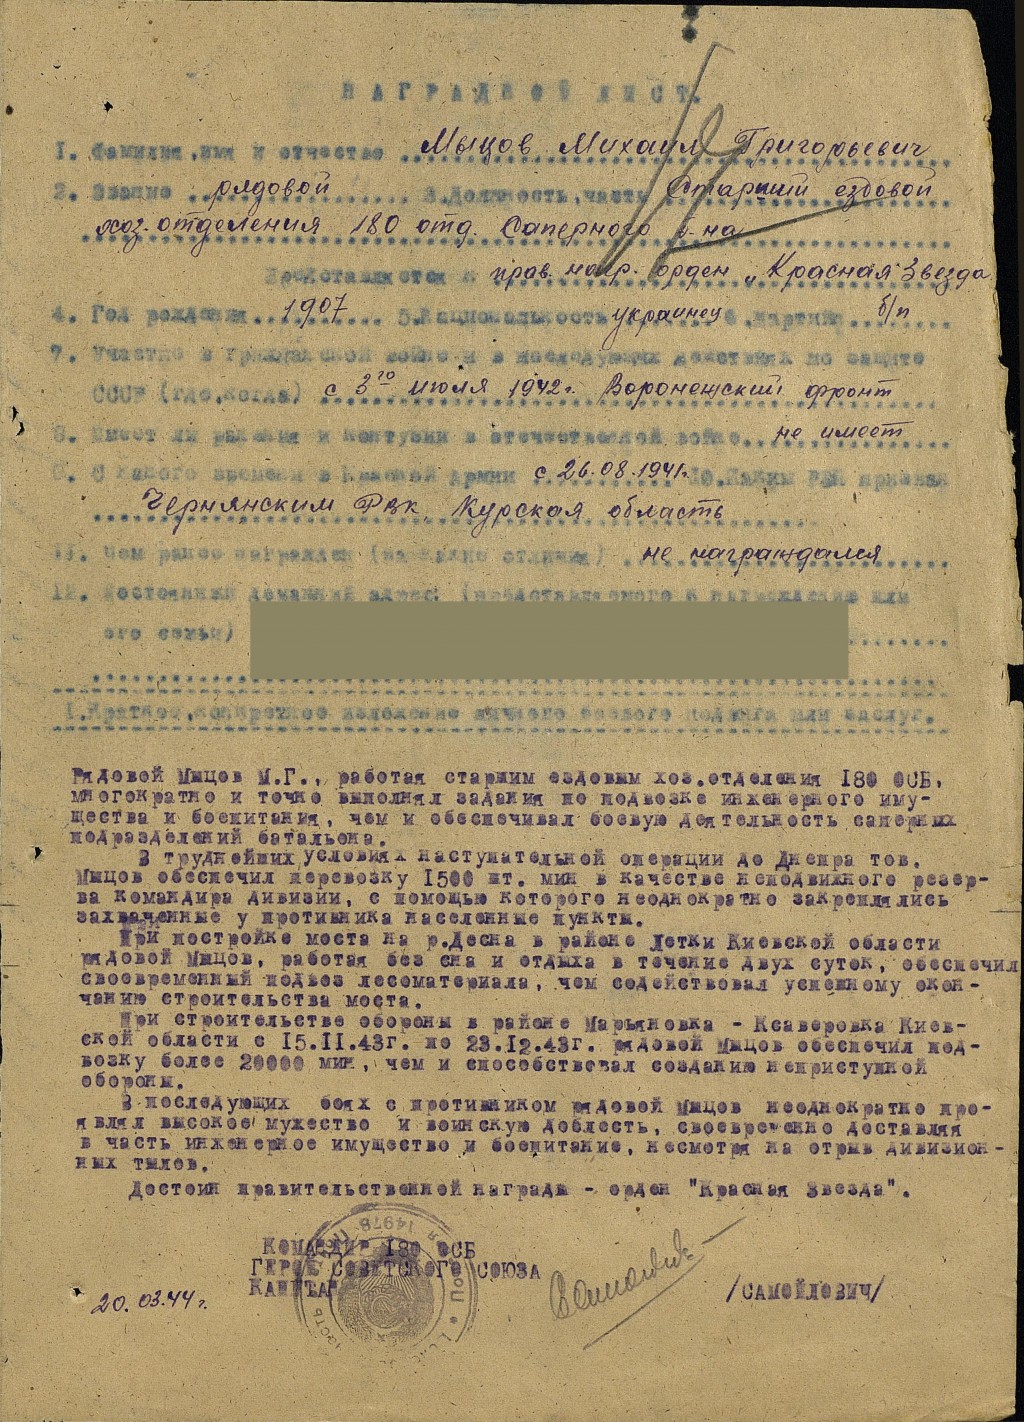 НАГРАДНОЙ ЛИСТ.
1. Фамилия, имя и отчество Мыцов Михаил Григорьевич
2. Звание рядовой 3. Должность, часть Старший ездовой
хоз. отделения 180 отд. Саперного б-на
Представляется к прав. нагр. орден „Красная Звезда
4. Год рождения 1907 5. Национальность украинец 6. Партийн. б/п
7. Участие в гражданской войне и в последующих действиях по защите
СССР (где, когда) с 3го июля 1942 г. Воронежский фронт
8. Имеет ли ранения и контузии в отечественной войне не имеет
9. С какого времени в Красной Армии с 26.08.1941г. 10. Каким РВК призван
Чернянским Рвк Курская область
11. Чем ранее награжден (за какие отличия) не награждался
12. Постоянный домашний адрес (представляемого к награждению или
его семьи)
1. Краткое, конкретное изложение личного боевого подвига или заслуг.
Рядовой Мыцов М.Г., работая старшим ездовым хоз.отделения 180 ОСБ,
многократно и точно выполнял задания по подвозке инженерного иму-
щества и боепитания, чем и обеспечивал боевую деятельность саперных
подразделений батальона.
В труднейших условиях наступательной операции до Днепра тов.
Мыцов обеспечил перевозку 1500 шт. мин в качестве неподвижного резер-
ва Командира дивизии, с помощью которого неоднократно закреплялись
захваченные у противника населенные пункты.
При постройке моста на р.Десна в районе Летки Киевской области
рядовой Мыцов, работая без сна и отдыха в течение двух суток, обеспечил
своевременный подвоз лесоматериала, чем содействовал успешному окон-
чанию строительства моста.
При строительстве обороны в районе Марьяновка - Ксаверовка Киев-
ской области с 15.11.43г. по 23.12.43г. рядовой Мыцов обеспечил под-
возку более 20000 мин, чем и способствовал созданию неприступной
обороны.
В последующих боях с противником рядовой Мыцов неоднократно про-
являл высокое мужество и воинскую доблесть, своевременно доставляя
в часть инженерное имущество и боепитание, несмотря на отрыв дивизион-
ных тылов.
Достоин правительственной награды - орден "Красная Звезда".
КОМАНДИР 180 ОСБ
ГЕРОЙ СОВЕТСКОГО СОЮЗА
КАПИТАН
/САМОЙЛОВИЧ/
20.03.44г.
14978